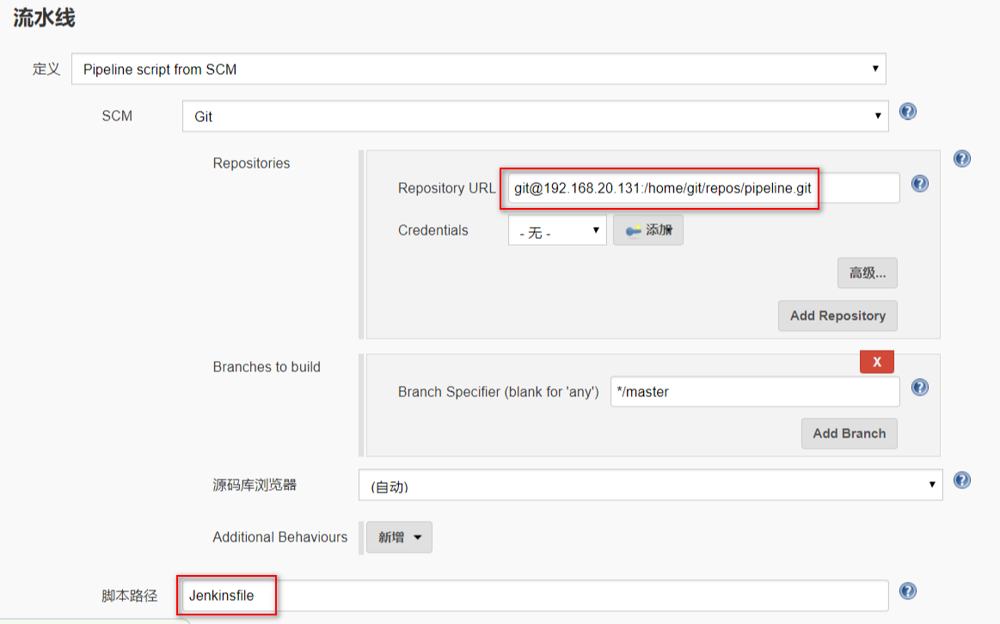 流水线
定义 Pipeline script from SCM
SCM Git
Repositories
Repository URL git@192.168.20.131:/home/git/repos/pipeline.git
Credentials - 无 - 添加
高级...
Add Repository
Branches to build
X
Branch Specifier (blank for 'any') */master
Add Branch
源码库浏览器 (自动)
Additional Behaviours 新增
脚本路径 Jenkinsfile